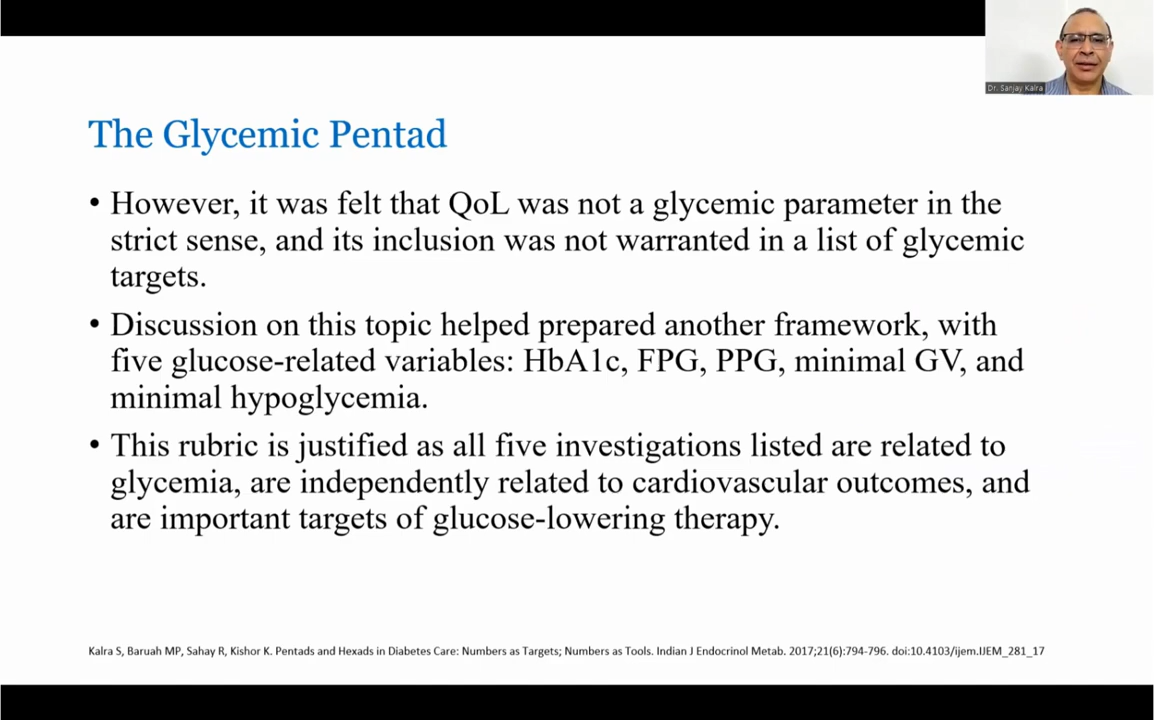 Dr. Sanjay Kalra
The Glycemic Pentad
• However, it was felt that QoL was not a glycemic parameter in the
strict sense, and its inclusion was not warranted in a list of glycemic
targets.
• Discussion on this topic helped prepared another framework, with
five glucose-related variables: HbA1c, FPG, PPG, minimal GV, and
minimal hypoglycemia.
• This rubric is justified as all five investigations listed are related to
glycemia, are independently related to cardiovascular outcomes, and
are important targets of glucose-lowering therapy.
Kalra S, Baruah MP, Sahay R, Kishor K. Pentads and Hexads in Diabetes Care: Numbers as Targets; Numbers as Tools. Indian J Endocrinol Metab. 2017;21(6):794-796. doi:10.4103/ijem.IJEM_281_17